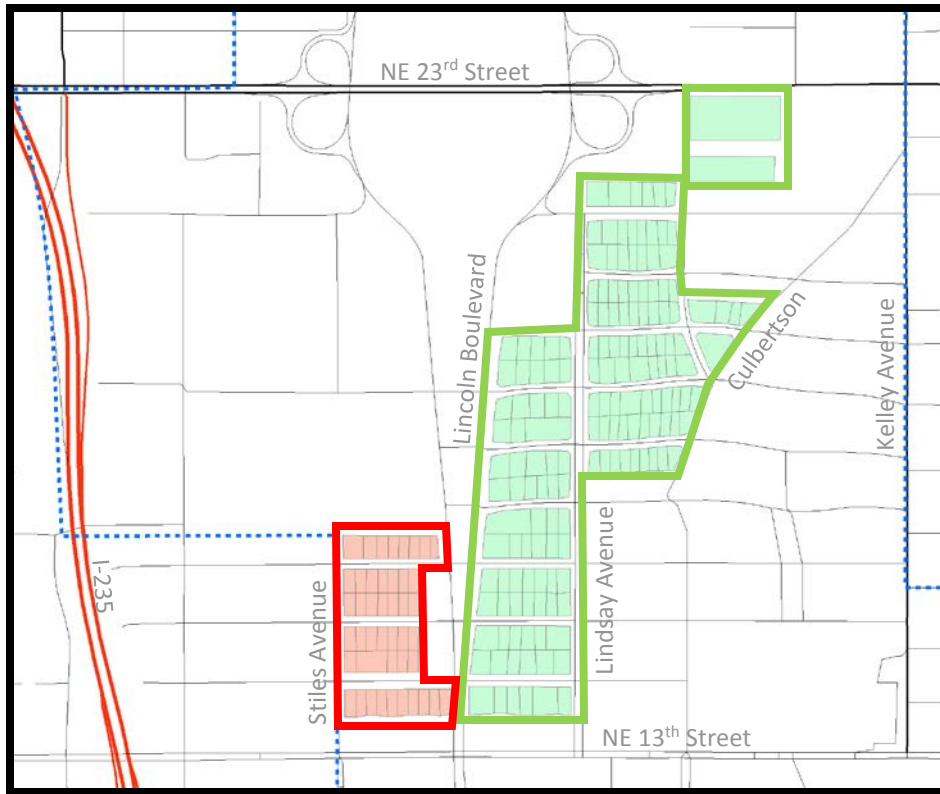 NE 23rd Street
Lincoln Boulevard
Culbertson
Kelley Avenue
I-235
Stiles Avenue
Lindsay Avenue
NE 13th Street